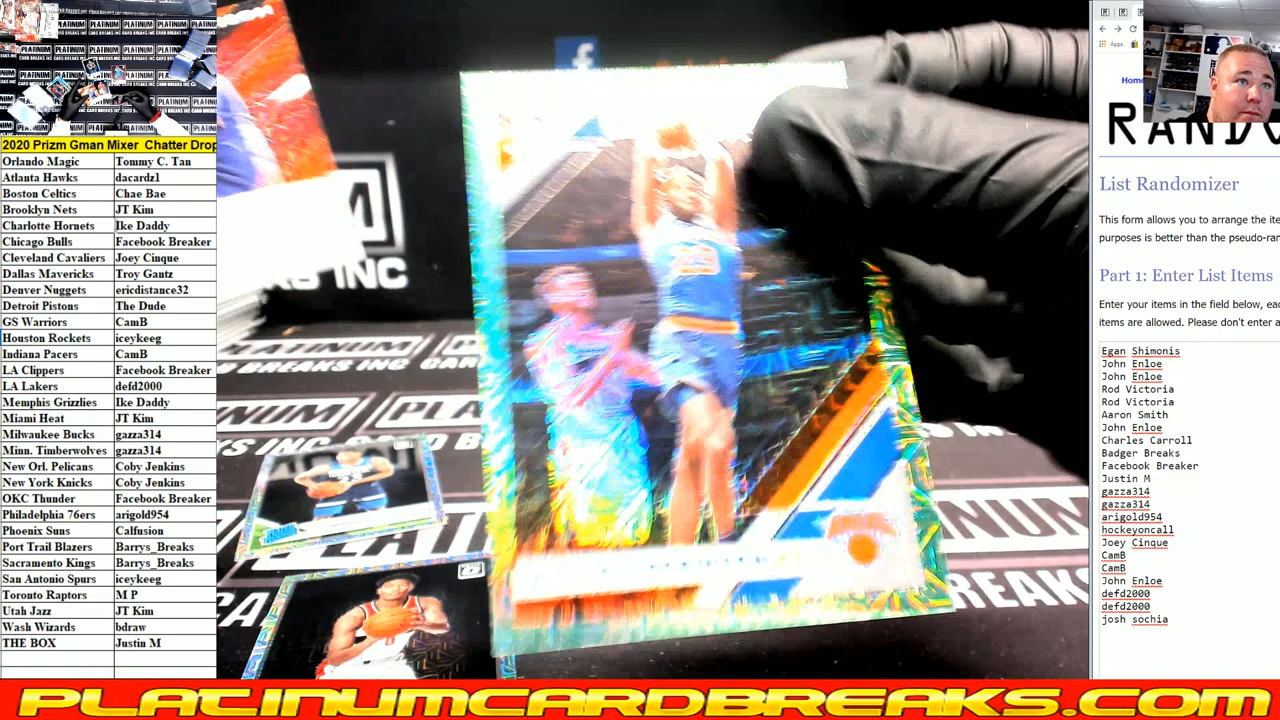 2020 Prizm Gman Mixer Chatter Drop
Orlando Magic Tommy C. Tan
Atlanta Hawks dacardz1
Boston Celtics Chae Bae
Brooklyn Nets JT Kim
Charlotte Hornets Ike Daddy
Chicago Bulls Facebook Breaker
Cleveland Cavaliers Joey Cinque
Dallas Mavericks Troy Gantz
Denver Nuggets ericdistance32
Detroit Pistons The Dude
GS Warriors CamB
Houston Rockets iceykeeg
Indiana Pacers CamB
LA Clippers Facebook Breaker
LA Lakers defd2000
Memphis Grizzlies Ike Daddy
Miami Heat JT Kim
Milwaukee Bucks gazza314
Minn. Timberwolves gazza314
New Orl. Pelicans Coby Jenkins
New York Knicks Coby Jenkins
OKC Thunder Facebook Breaker
Philadelphia 76ers arigold954
Phoenix Suns Calfusion
Port Trail Blazers Barrys_Breaks
Sacramento Kings Barrys_Breaks
San Antonio Spurs iceykeeg
Toronto Raptors M P
Utah Jazz JT Kim
Wash Wizards bdraw
THE BOX Justin M
Apps
Home
RANDO
List Randomizer
This form allows you to arrange the ite
purposes is better than the pseudo-ran
Part 1: Enter List Items
Enter your items in the field below, ea
items are allowed. Please don't enter a
Egan Shimonis
John Enloe
John Enloe
Rod Victoria
Rod Victoria
Aaron Smith
John Enloe
Charles Carroll
Badger Breaks
Facebook Breaker
Justin M
gazza314
gazza314
arigold954
hockeyoncall
Joey Cinque
CamB
CamB
John Enloe
defd2000
defd2000
josh sochia
PLATINUMCARDBREAKS.COM